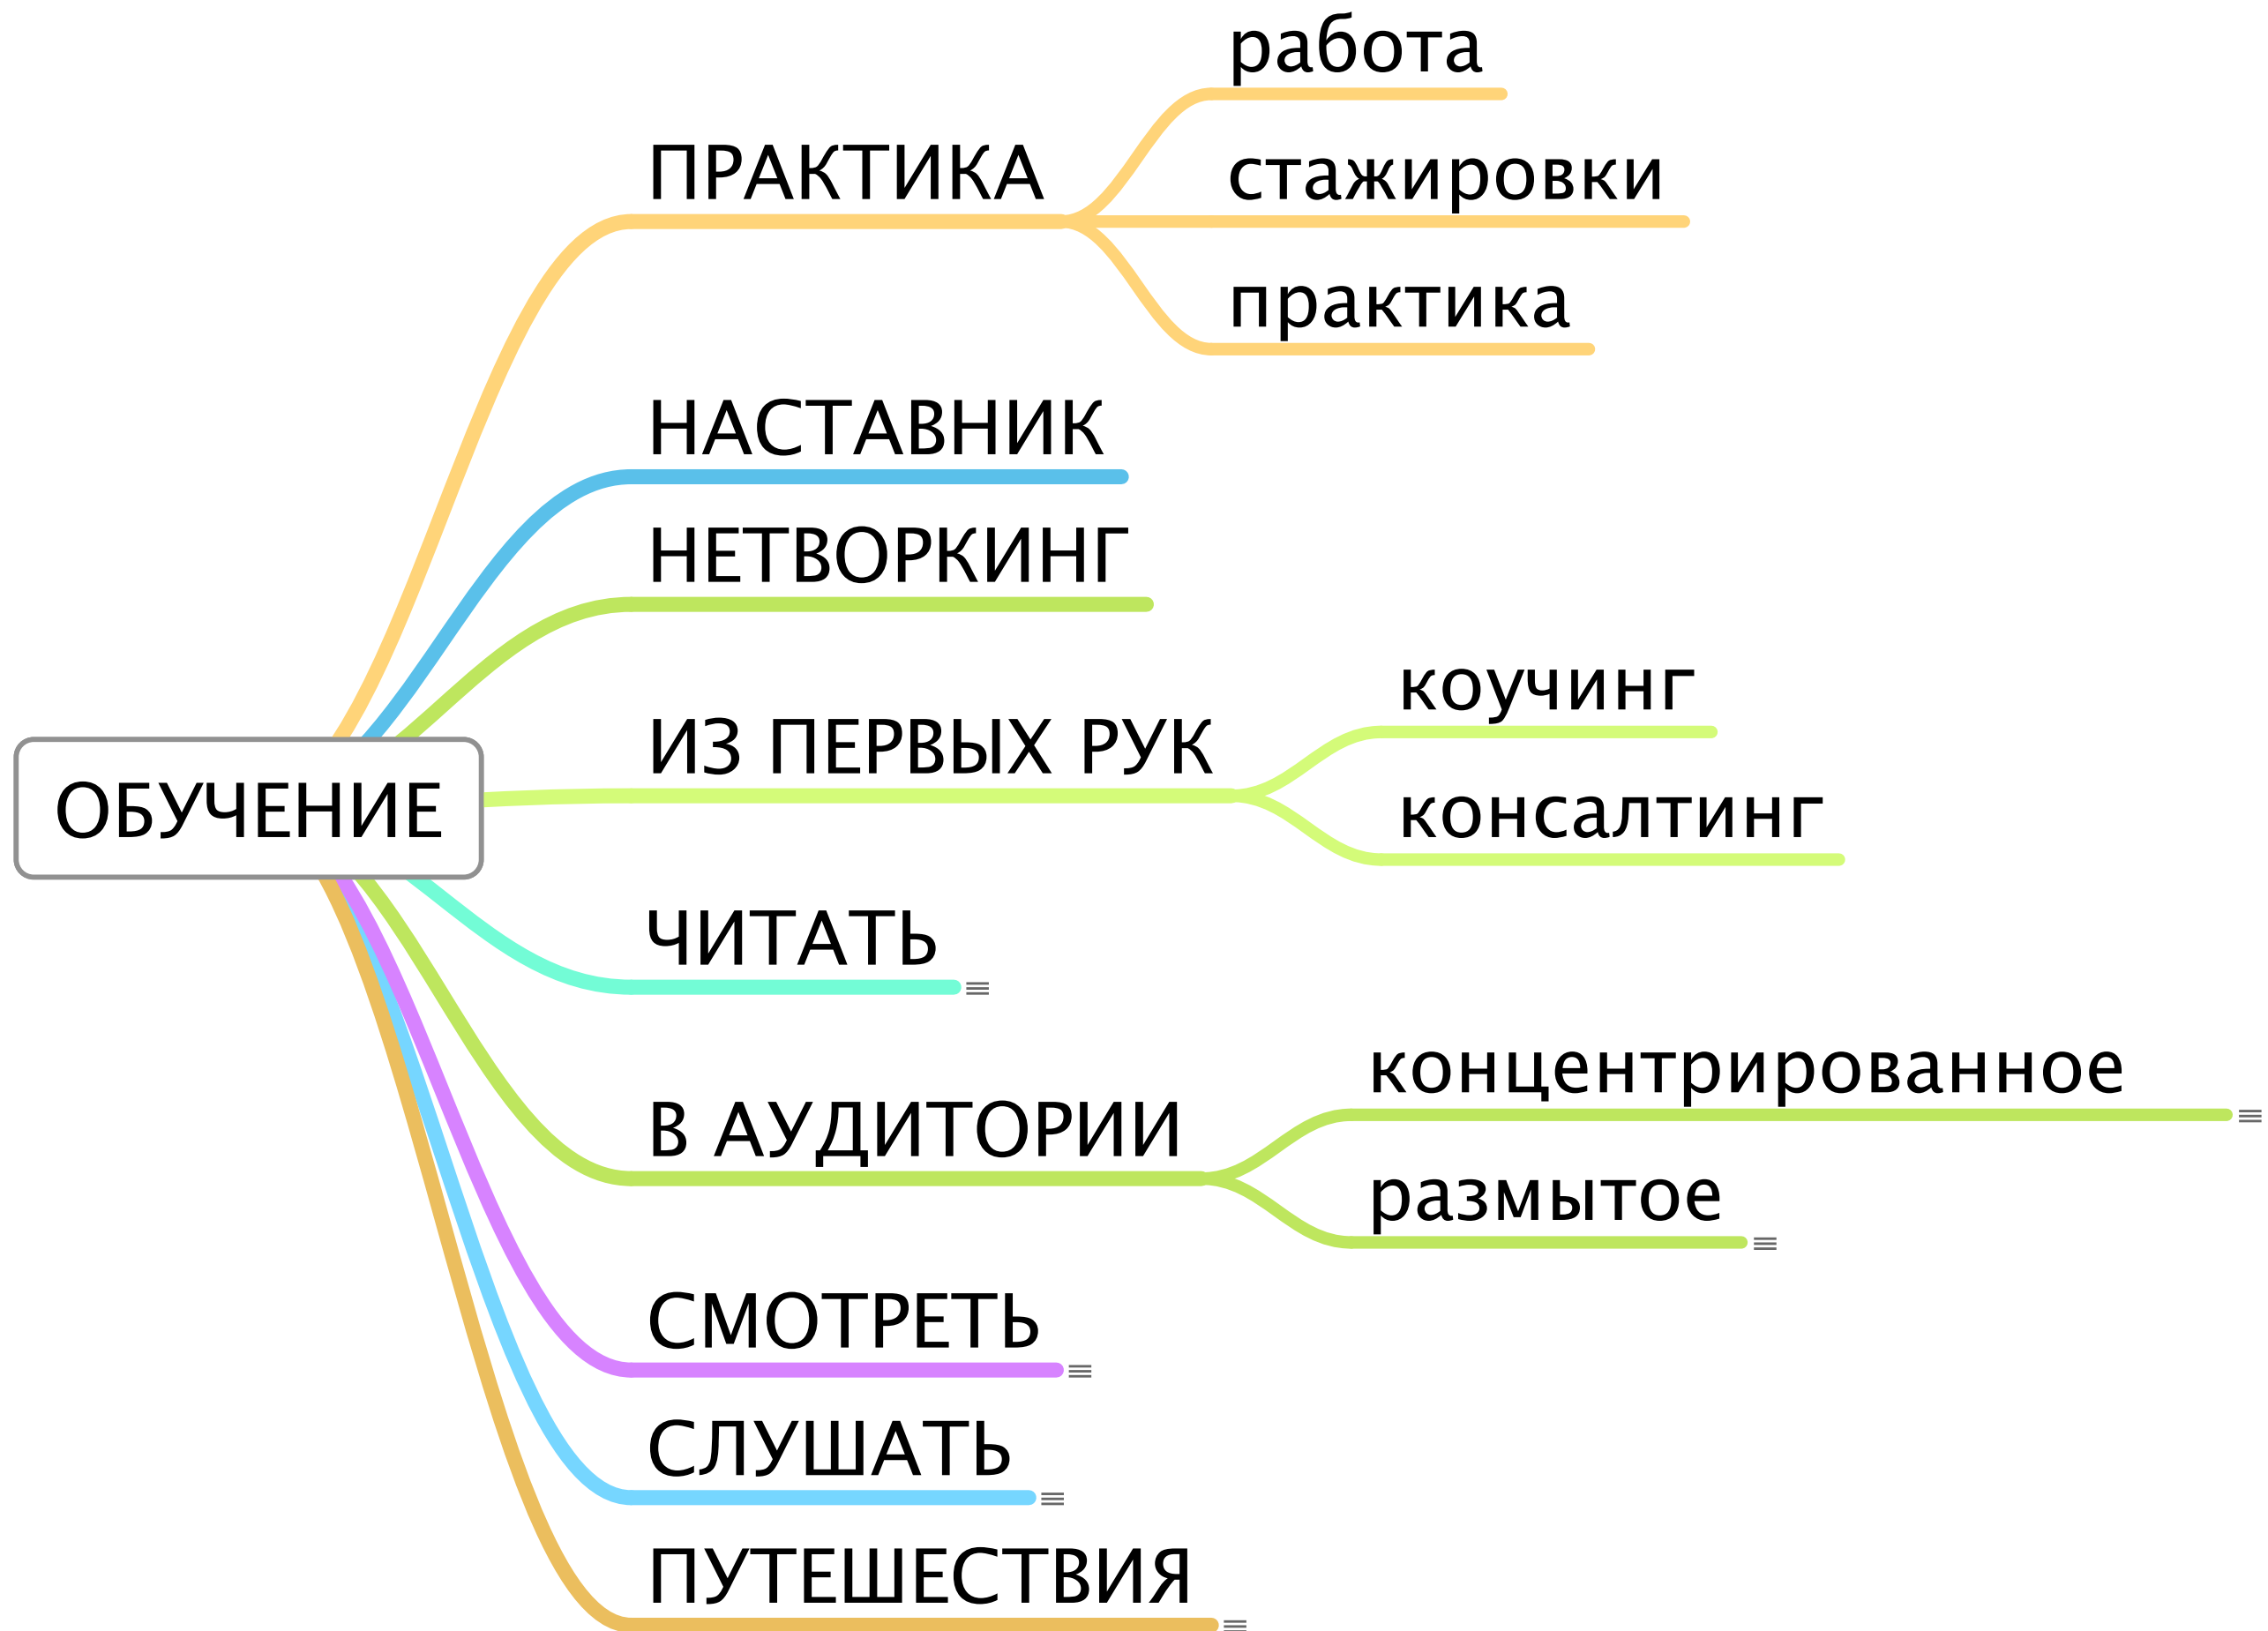 работа
ПРАКТИКА
стажировки
практика
НАСТАВНИК
НЕТВОРКИНГ
ИЗ ПЕРВЫХ РУК
коучинг
консалтинг
ОБУЧЕНИЕ
ЧИТАТЬ
В АУДИТОРИИ
концентрированное
размытое
СМОТРЕТЬ
СЛУШАТЬ
ПУТЕШЕСТВИЯ